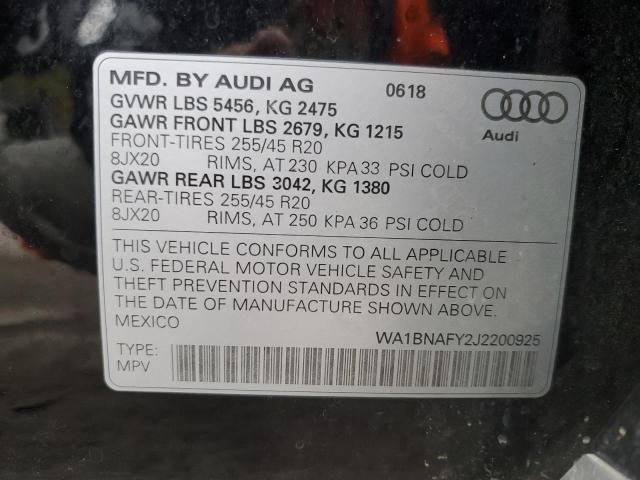 MFD. BY AUDI AG 0618
GVWR LBS 5456, KG 2475
GAWR FRONT LBS 2679, KG 1215
FRONT-TIRES 255/45 R20
8JX20 RIMS, AT 230 KPA 33 PSI COLD
GAWR REAR LBS 3042, KG 1380
REAR-TIRES 255/45 R20
8JX20 RIMS, AT 250 KPA 36 PSI COLD
Audi
THIS VEHICLE CONFORMS TO ALL APPLICABLE
U.S. FEDERAL MOTOR VEHICLE SAFETY AND
THEFT PREVENTION STANDARDS IN EFFECT ON
THE DATE OF MANUFACTURE SHOWN ABOVE.
MEXICO
WA1BNAFY2J2200925
TYPE:
MPV